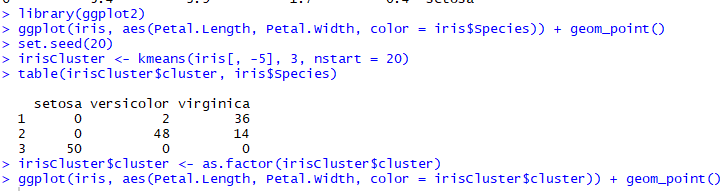 > library(ggplot2)
> ggplot(iris, aes(Petal.Length, Petal.Width, color = iris$Species)) + geom_point()
> set.seed(20)
> irisCluster <- kmeans(iris[, -5], 3, nstart = 20)
> table(irisCluster$cluster, iris$Species)
setosa versicolor virginica
1 0 2 36
2 0 48 14
3 50 0 0
> irisCluster$cluster <- as.factor(irisCluster$cluster)
> ggplot(iris, aes(Petal.Length, Petal.Width, color = irisCluster$cluster)) + geom_point()